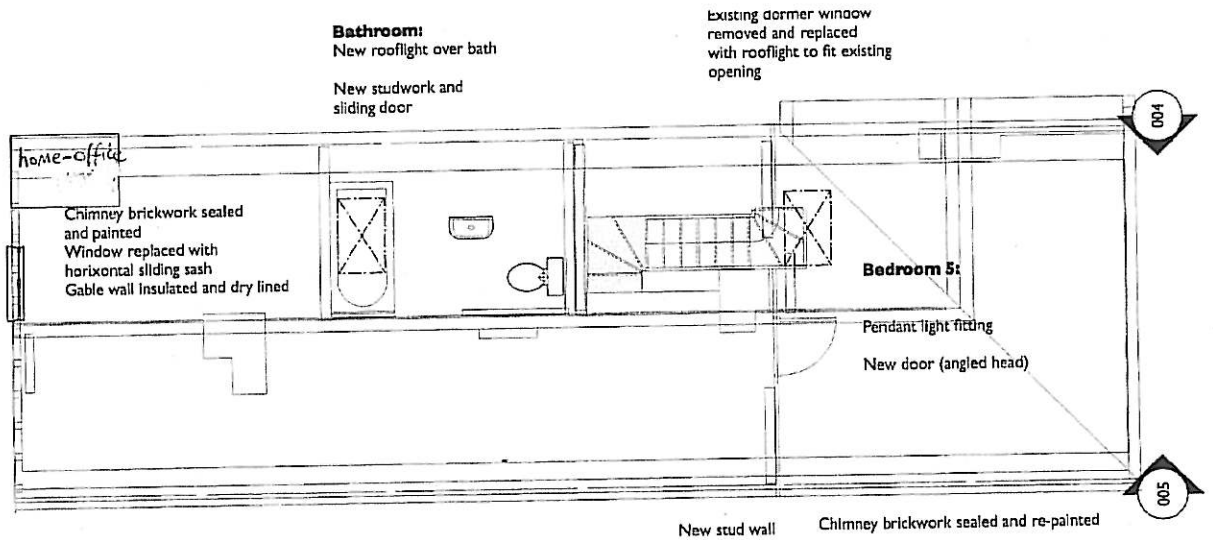 Bathroom:
New rooflight over bath
New studwork and
sliding door
Existing dormer window
removed and replaced
with rooflight to fit existing
opening
004
home-office
Chimney brickwork sealed
and painted
Window replaced with
horixontal sliding sash
Gable wall insulated and dry lined
Bedroom 5:
Pendant light fitting
New door (angled head)
005
New stud wall
Chimney brickwork sealed and re-painted